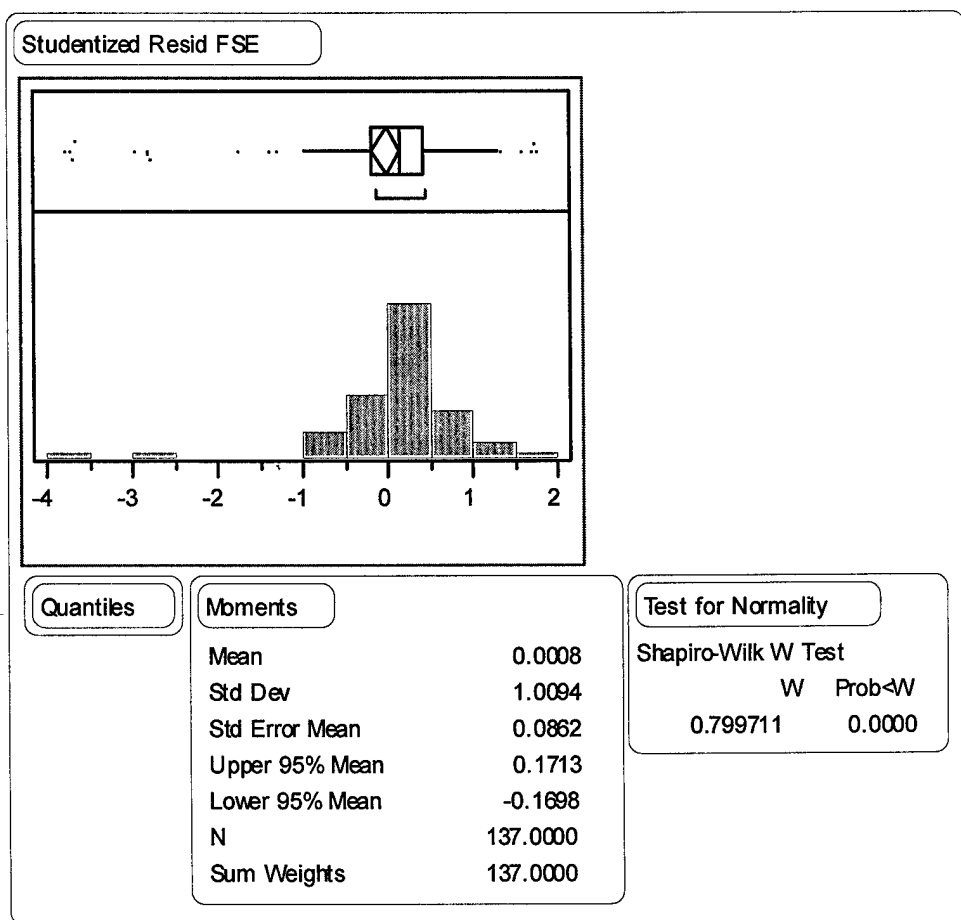 Studentized Resid FSE
-4 -3 -2 -1 0 1 2
Quantiles
Moments
Mean 0.0008
Std Dev 1.0094
Std Error Mean 0.0862
Upper 95% Mean 0.1713
Lower 95% Mean -0.1698
N 137.0000
Sum Weights 137.0000
Test for Normality
Shapiro-Wilk W Test
W Prob<W
0.799711 0.0000